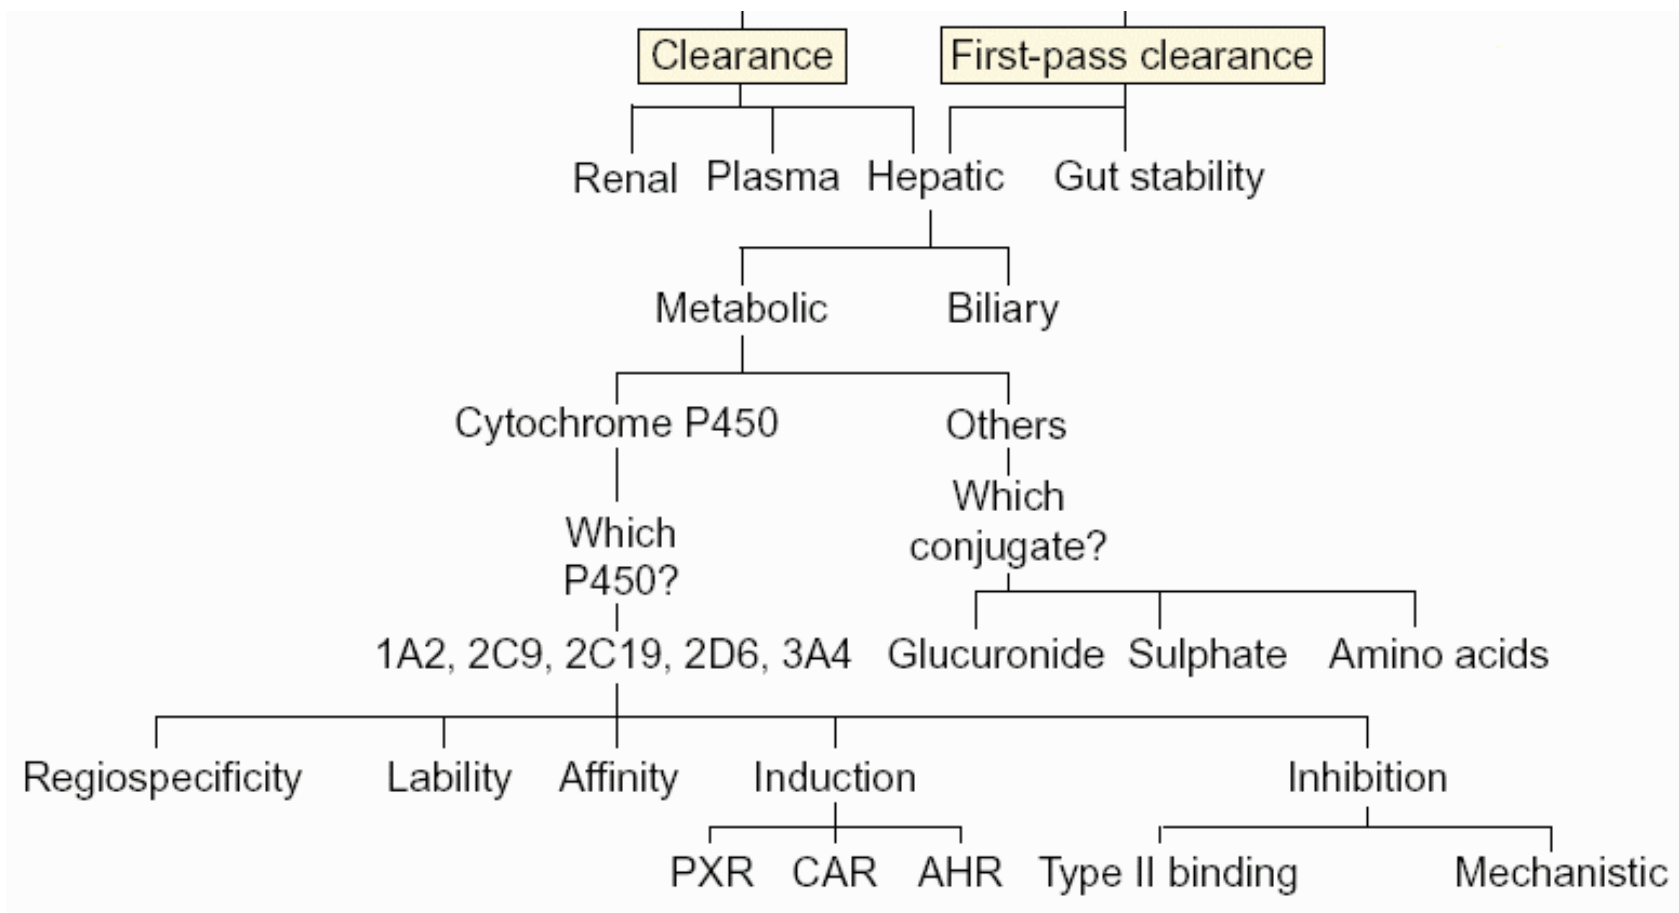 Clearance
First-pass clearance
Renal
Plasma
Hepatic
Gut stability
Metabolic
Biliary
Cytochrome P450
Others
Which
P450?
Which
conjugate?
1A2, 2C9, 2C19, 2D6, 3A4
Glucuronide
Sulphate
Amino acids
Regiospecificity
Lability
Affinity
Induction
Inhibition
PXR
CAR
AHR
Type II binding
Mechanistic